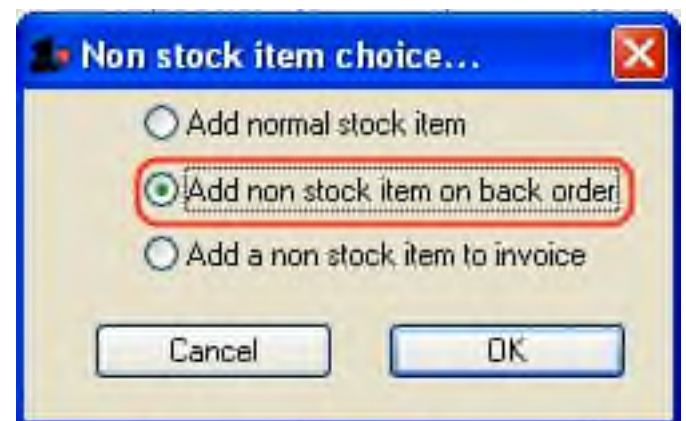 Non stock item choice...
Add normal stock item
Add non stock item on back order
Add a non stock item to invoice
Cancel OK